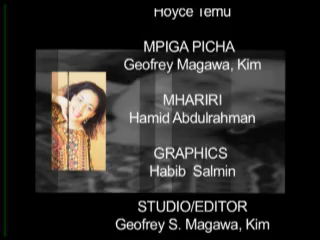 Hoyce Temu
MPIGA PICHA
Geofrey Magawa, Kim
MHARIRI
Hamid Abdulrahman
GRAPHICS
Habib Salmin
STUDIO/EDITOR
Geofrey S. Magawa, Kim